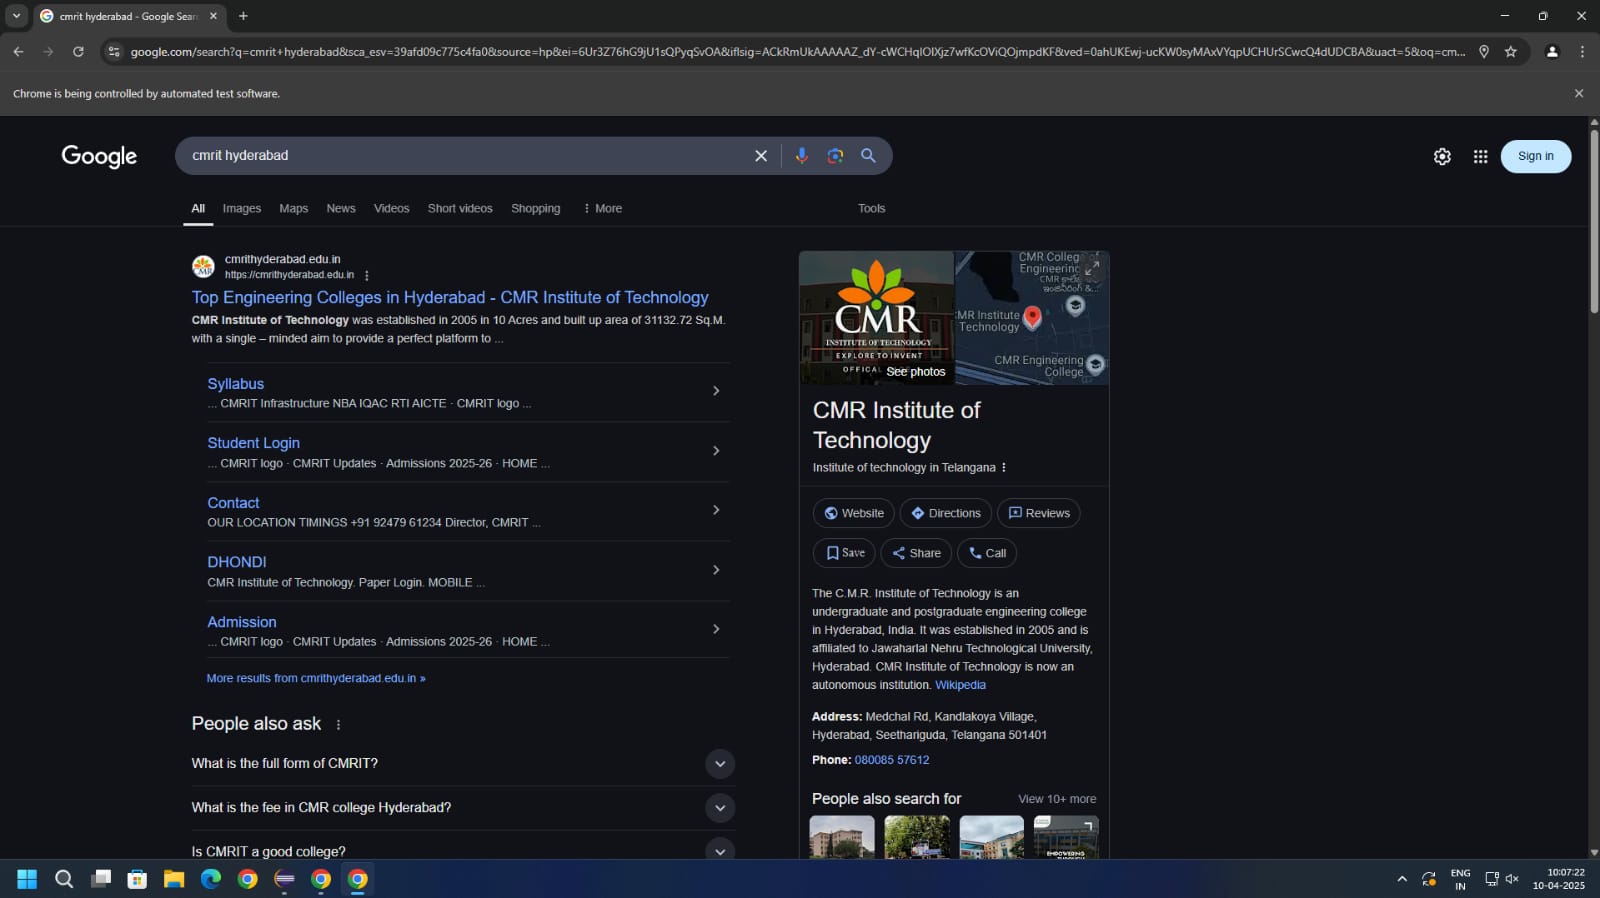 cmrit hyderabad - Google Sear
google.com/search?q=cmrit+hyderabad&sca_esv=39afd09c775c4fa0&source=hp&ei=6Ur3Z76hG9jU1sQPyqSvOA&iflsig=ACkRmUkAAAAAZ_dY-cWCHqlOlXjz7wfKcOViQOjmpdKF&ved=0ahUKEwj-ucKW0syMAxVYqpUCHUrSCwcQ4dUDCBA&uact=5&oq=cm...
Chrome is being controlled by automated test software.
Google
cmrit hyderabad
Sign in
All
Images
Maps
News
Videos
Short videos
Shopping
More
Tools
cmrithyderabad.edu.in
https://cmrithyderabad.edu.in
Top Engineering Colleges in Hyderabad - CMR Institute of Technology
CMR Institute of Technology was established in 2005 in 10 Acres and built up area of 31132.72 Sq.M.
with a single – minded aim to provide a perfect platform to ...
Syllabus
... CMRIT Infrastructure NBA IQAC RTI AICTE · CMRIT logo ...
Student Login
... CMRIT logo · CMRIT Updates · Admissions 2025-26 · HOME ...
Contact
OUR LOCATION TIMINGS +91 92479 61234 Director, CMRIT ...
DHONDI
CMR Institute of Technology. Paper Login. MOBILE ...
Admission
... CMRIT logo · CMRIT Updates · Admissions 2025-26 · HOME ...
More results from cmrithyderabad.edu.in »
People also ask
What is the full form of CMRIT?
What is the fee in CMR college Hyderabad?
Is CMRIT a good college?
CMR
INSTITUTE OF TECHNOLOGY
EXPLORE TO INVENT
OFFICIAL
See photos
CMR College
Engineering
CMR Institute
Technology
CMR Engineering
College
CMR Institute of
Technology
Institute of technology in Telangana
Website
Directions
Reviews
Save
Share
Call
The C.M.R. Institute of Technology is an
undergraduate and postgraduate engineering college
in Hyderabad, India. It was established in 2005 and is
affiliated to Jawaharlal Nehru Technological University,
Hyderabad. CMR Institute of Technology is now an
autonomous institution. Wikipedia
Address: Medchal Rd, Kandlakoya Village,
Hyderabad, Seethariguda, Telangana 501401
Phone: 080085 57612
People also search for
View 10+ more
EMPOWERING
ENG
IN
10:07:22
10-04-2025